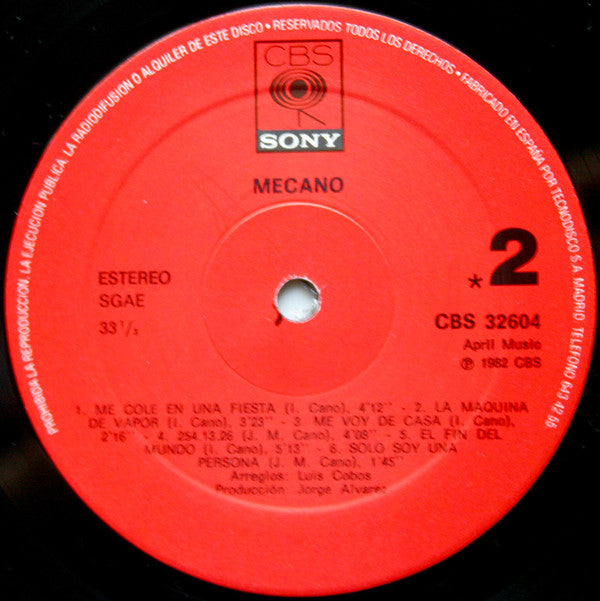 CBS
SONY
MECANO
ESTEREO
SGAE
33 1/3
*2
CBS 32604
April Music
℗ 1982 CBS
1. ME COLE EN UNA FIESTA (I. Cano), 4'12" - 2. LA MAQUINA
DE VAPOR (I. Cano), 3'23" - 3. ME VOY DE CASA (I. Cano),
2'16" - 4. 254.13.26 (J. M. Cano), 4'08" - 5. EL FIN DEL
MUNDO (I. Cano), 5'13" - 6. SOLO SOY UNA
PERSONA (J. M. Cano), 1'45"
Arreglos: Luis Cobos
Producción: Jorge Alvarez
PROHIBIDA LA REPRODUCCION, LA EJECUCION PUBLICA, LA RADIODIFUSION O ALQUILER DE ESTE DISCO • RESERVADOS TODOS LOS DERECHOS • FABRICADO EN ESPAÑA POR TECNODISCO S.A. MADRID. TELEFONO 643 42 55